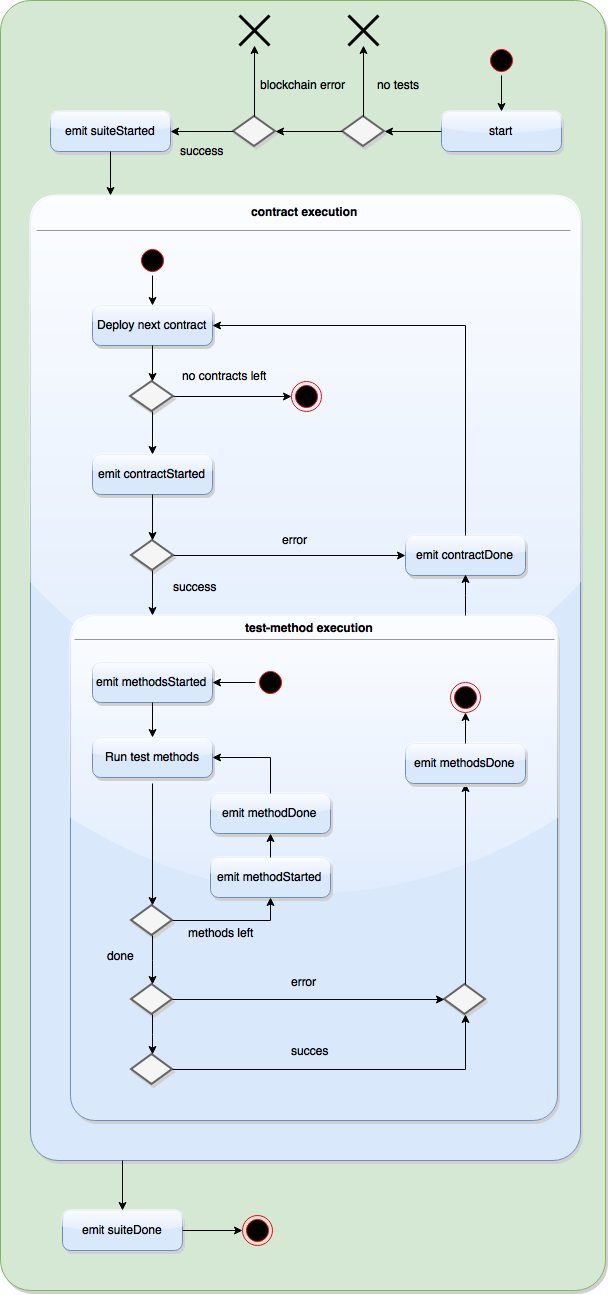 blockchain error
no tests
emit suiteStarted
start
success
contract execution
Deploy next contract
no contracts left
emit contractStarted
error
emit contractDone
success
test-method execution
emit methodsStarted
Run test methods
emit methodsDone
emit methodDone
emit methodStarted
methods left
done
error
succes
emit suiteDone